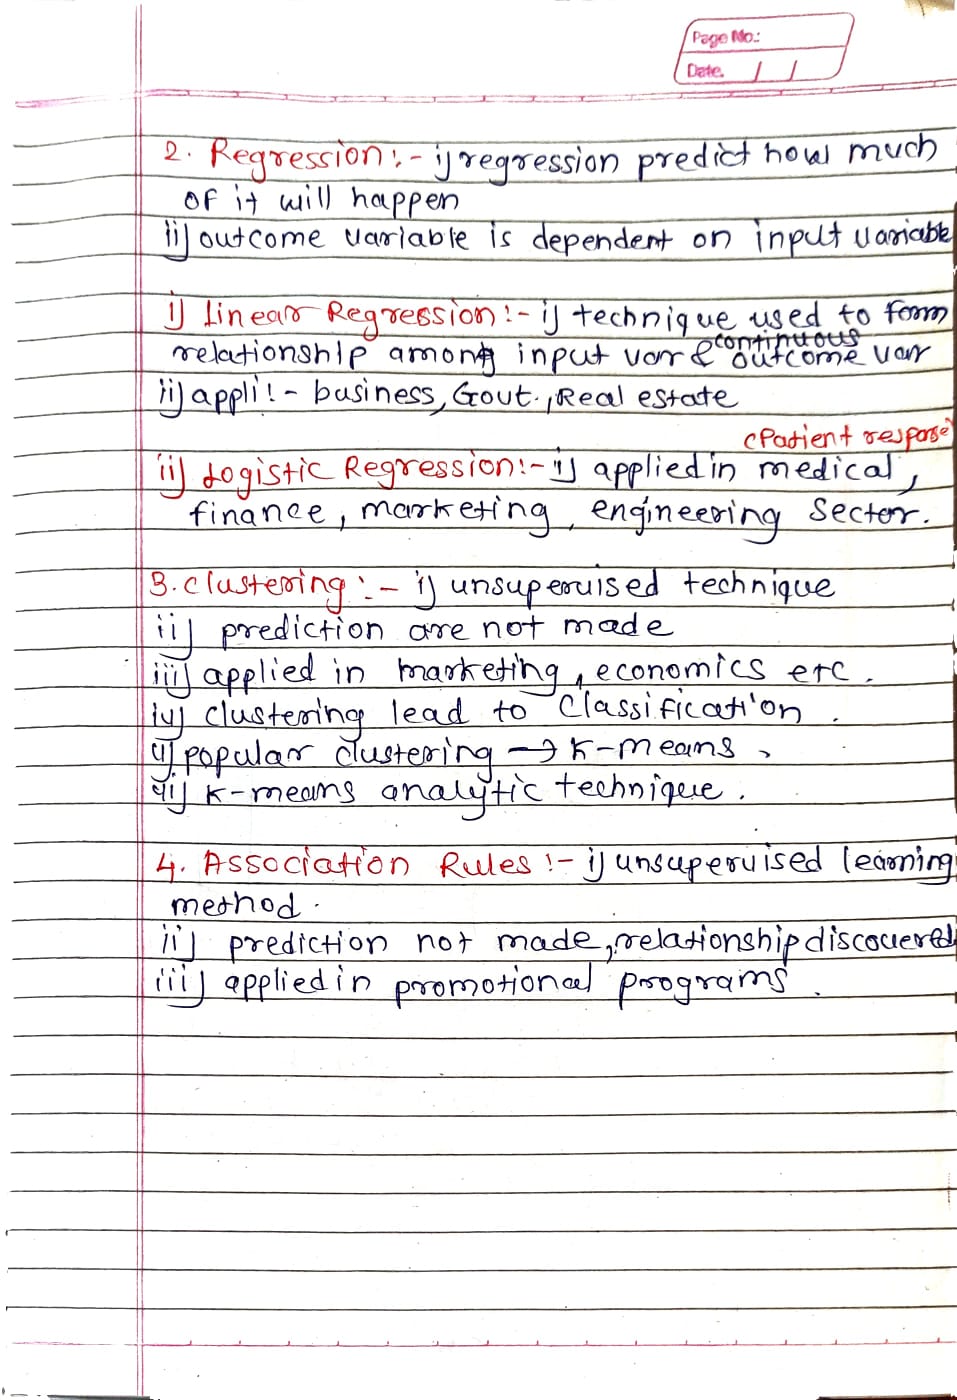 Page No.:
Date. / /
2. Regression :- i) regression predict how much
of it will happen
ii) outcome variable is dependent on input variable
i) Linear Regression :- i) technique used to form
continuous
relationship among input var & outcome var
ii) appli :- business, Govt., Real estate
(Patient response
ii) Logistic Regression :- i) applied in medical,
finance, marketing, engineering Sector.
3. Clustering :- i) unsupervised technique
ii) prediction are not made
iii) applied in marketing, economics etc.
iv) clustering lead to Classification.
v) popular clustering → K-means,
vi) K-means analytic technique.
4. Association Rules :- i) unsupervised learning
method.
ii) prediction not made, relationship discovered
iii) applied in promotional programs.